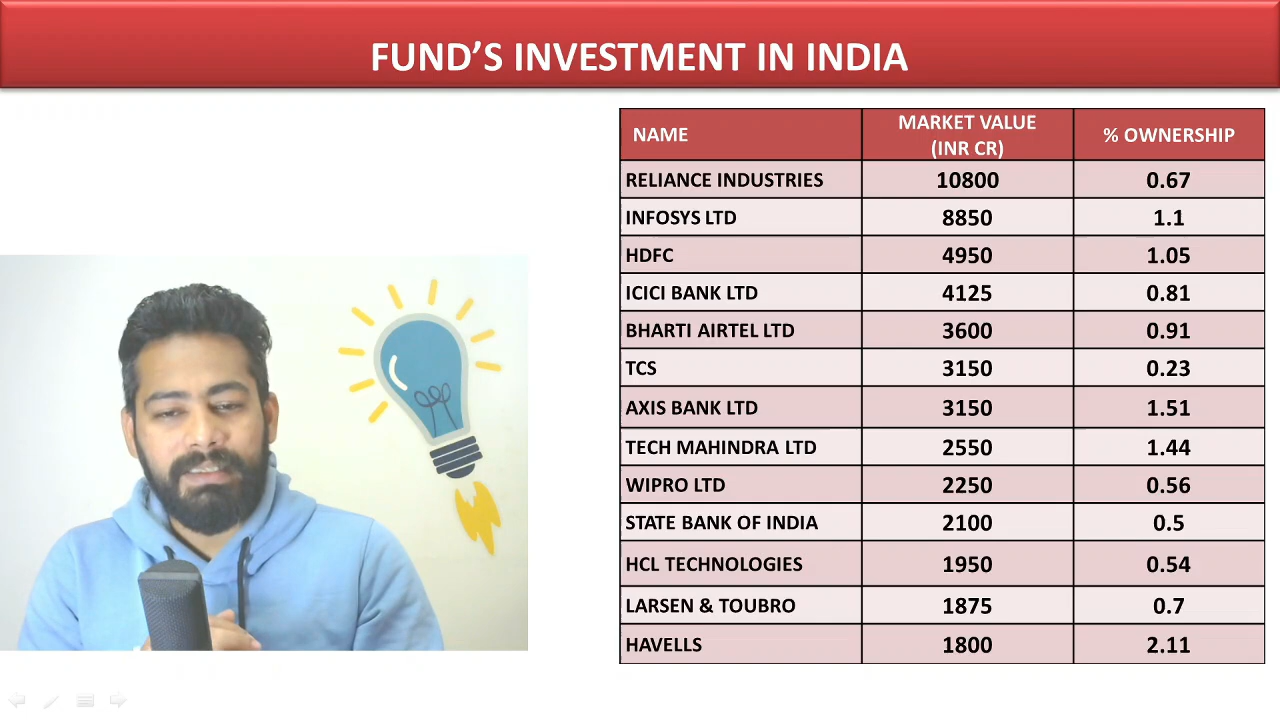 FUND’S INVESTMENT IN INDIA
NAME MARKET VALUE (INR CR) % OWNERSHIP
RELIANCE INDUSTRIES 10800 0.67
INFOSYS LTD 8850 1.1
HDFC 4950 1.05
ICICI BANK LTD 4125 0.81
BHARTI AIRTEL LTD 3600 0.91
TCS 3150 0.23
AXIS BANK LTD 3150 1.51
TECH MAHINDRA LTD 2550 1.44
WIPRO LTD 2250 0.56
STATE BANK OF INDIA 2100 0.5
HCL TECHNOLOGIES 1950 0.54
LARSEN & TOUBRO 1875 0.7
HAVELLS 1800 2.11